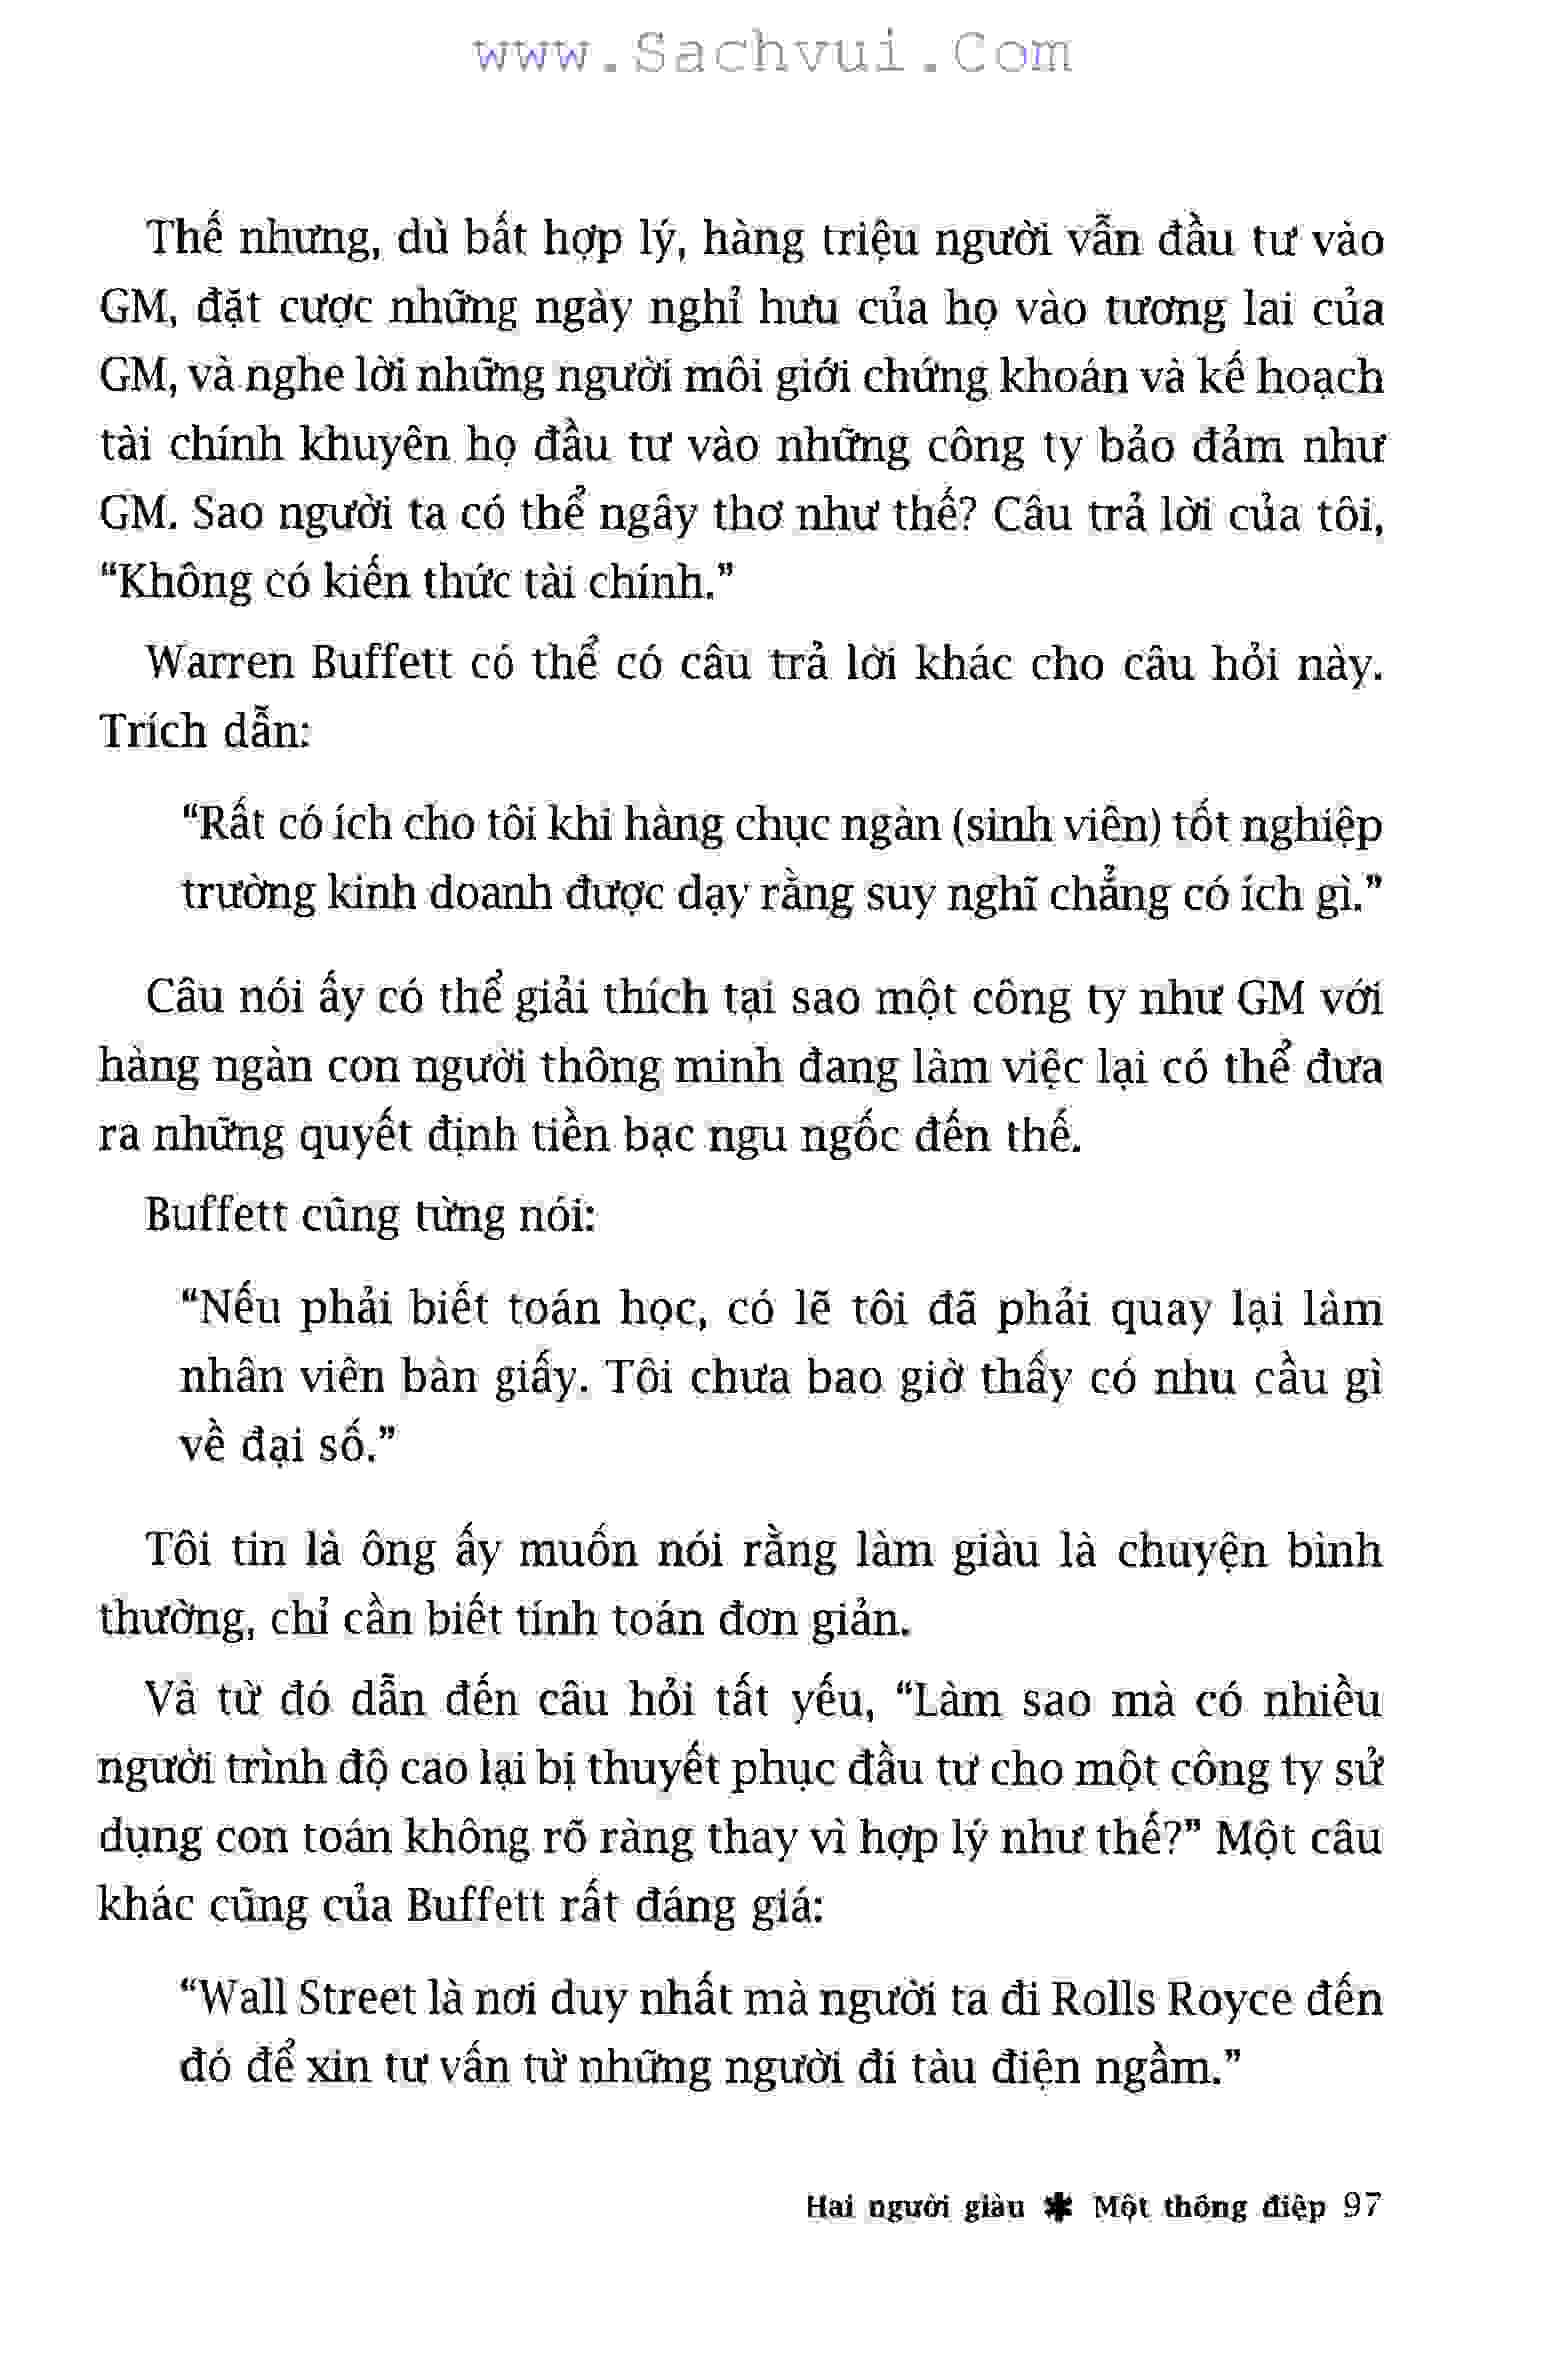 www.Sachvui.Com
Thế nhưng, dù bất hợp lý, hàng triệu người vẫn đầu tư vào
GM, đặt cược những ngày nghỉ hưu của họ vào tương lai của
GM, và nghe lời những người môi giới chứng khoán và kế hoạch
tài chính khuyên họ đầu tư vào những công ty bảo đảm như
GM. Sao người ta có thể ngây thơ như thế? Câu trả lời của tôi,
“Không có kiến thức tài chính.”
Warren Buffett có thể có câu trả lời khác cho câu hỏi này.
Trích dẫn:
“Rất có ích cho tôi khi hàng chục ngàn (sinh viên) tốt nghiệp
trường kinh doanh được dạy rằng suy nghĩ chẳng có ích gì.”
Câu nói ấy có thể giải thích tại sao một công ty như GM với
hàng ngàn con người thông minh đang làm việc lại có thể đưa
ra những quyết định tiền bạc ngu ngốc đến thế.
Buffett cũng từng nói:
“Nếu phải biết toán học, có lẽ tôi đã phải quay lại làm
nhân viên bàn giấy. Tôi chưa bao giờ thấy có nhu cầu gì
về đại số.”
Tôi tin là ông ấy muốn nói rằng làm giàu là chuyện bình
thường, chỉ cần biết tính toán đơn giản.
Và từ đó dẫn đến câu hỏi tất yếu, “Làm sao mà có nhiều
người trình độ cao lại bị thuyết phục đầu tư cho một công ty sử
dụng con toán không rõ ràng thay vì hợp lý như thế?” Một câu
khác cũng của Buffett rất đáng giá:
“Wall Street là nơi duy nhất mà người ta đi Rolls Royce đến
đó để xin tư vấn từ những người đi tàu điện ngầm.”
Hai người giàu ✱ Một thông điệp 97